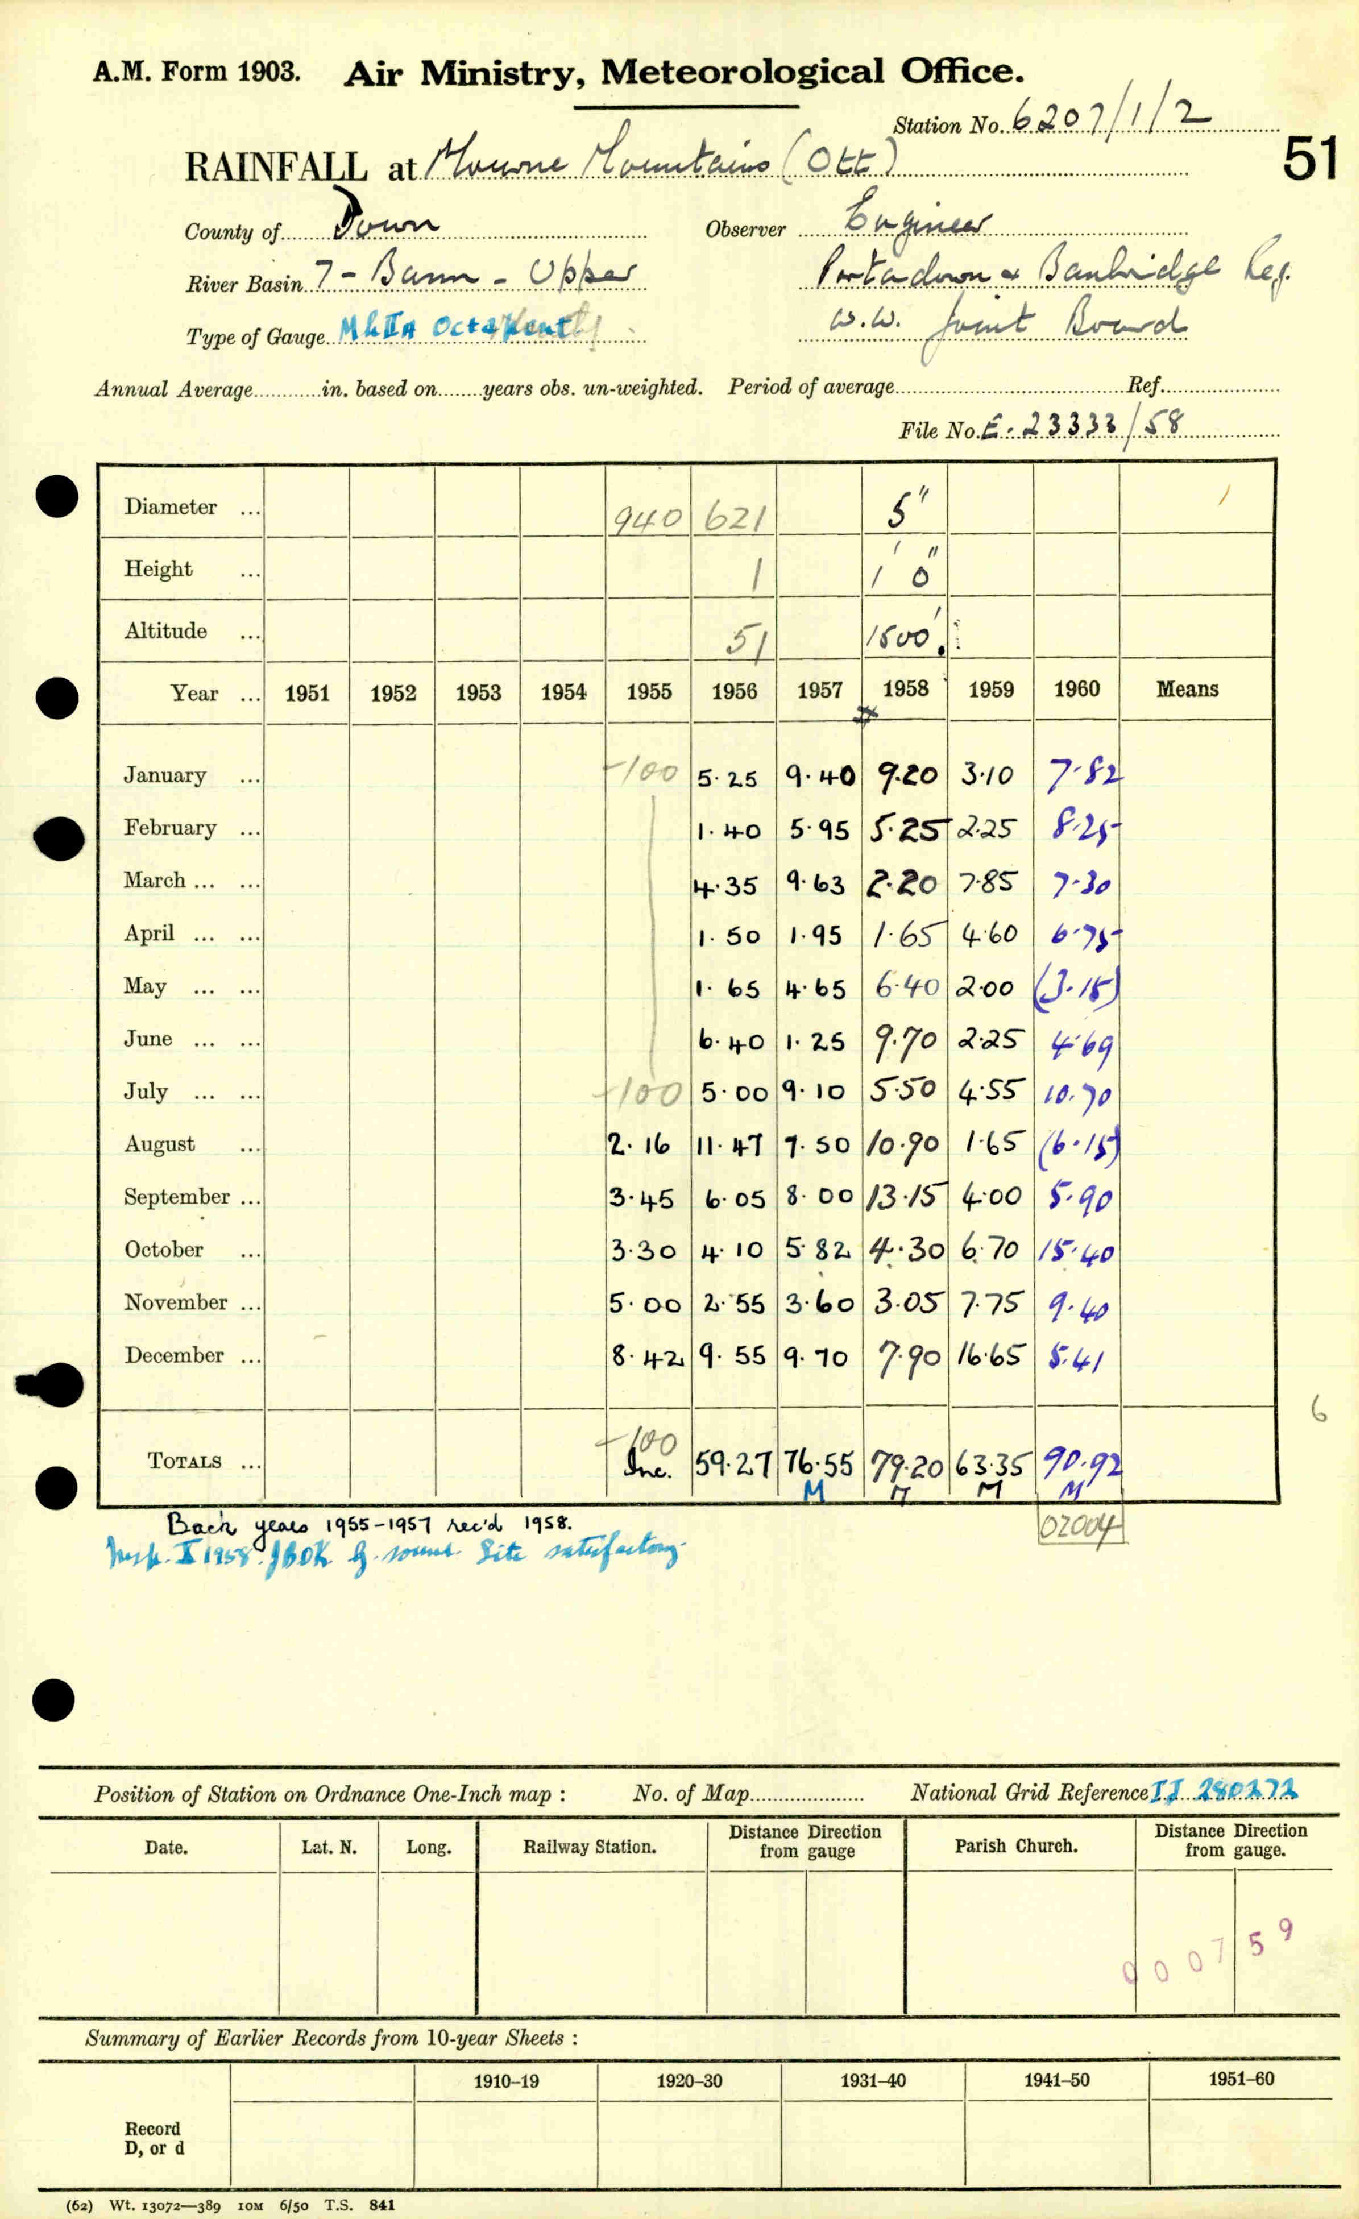 A.M. Form 1903. Air Ministry, Meteorological Office.
Station No. 6207/1/2
51
RAINFALL at Mourne Mountains (Ott)
County of Down Observer Engineer
River Basin 7 - Bann - Upper Portadown & Banbridge Reg.
Type of Gauge MkIIA Octapent W.W. Joint Board
Annual Average in. based on years obs. un-weighted. Period of average Ref.
File No. E.23333/58
Diameter ... 940 621 5"
Height ... 1 1' 0"
Altitude ... 51 1500'
Year ... 1951 1952 1953 1954 1955 1956 1957 1958 1959 1960 Means
January ... -100 5.25 9.40 9.20 3.10 7.82
February ... 1.40 5.95 5.25 2.25 8.25
March ... ... 4.35 9.63 2.20 7.85 7.30
April ... ... 1.50 1.95 1.65 4.60 6.75
May ... ... 1.65 4.65 6.40 2.00 (3.15)
June ... ... 6.40 1.25 9.70 2.25 4.69
July ... ... -100 5.00 9.10 5.50 4.55 10.70
August ... 2.16 11.47 7.50 10.90 1.65 (6.15)
September ... 3.45 6.05 8.00 13.15 4.00 5.90
October ... 3.30 4.10 5.82 4.30 6.70 15.40
November ... 5.00 2.55 3.60 3.05 7.75 9.40
December ... 8.42 9.55 9.70 7.90 16.65 5.41
6
-100
TOTALS ... Inc. 59.27 76.55 79.20 63.35 90.92
M M M M
Back years 1955-1957 rec'd 1958.
02004
Insp. X 1958. JBOK G. sound. Site satisfactory.
Position of Station on Ordnance One-Inch map : No. of Map National Grid Reference IJ 280272
Date. Lat. N. Long. Railway Station. Distance from gauge Direction Parish Church. Distance from gauge. Direction
000759
Summary of Earlier Records from 10-year Sheets :
1910–19 1920–30 1931–40 1941–50 1951–60
Record
D, or d
(62) Wt. 13072—389 10M 6/50 T.S. 841